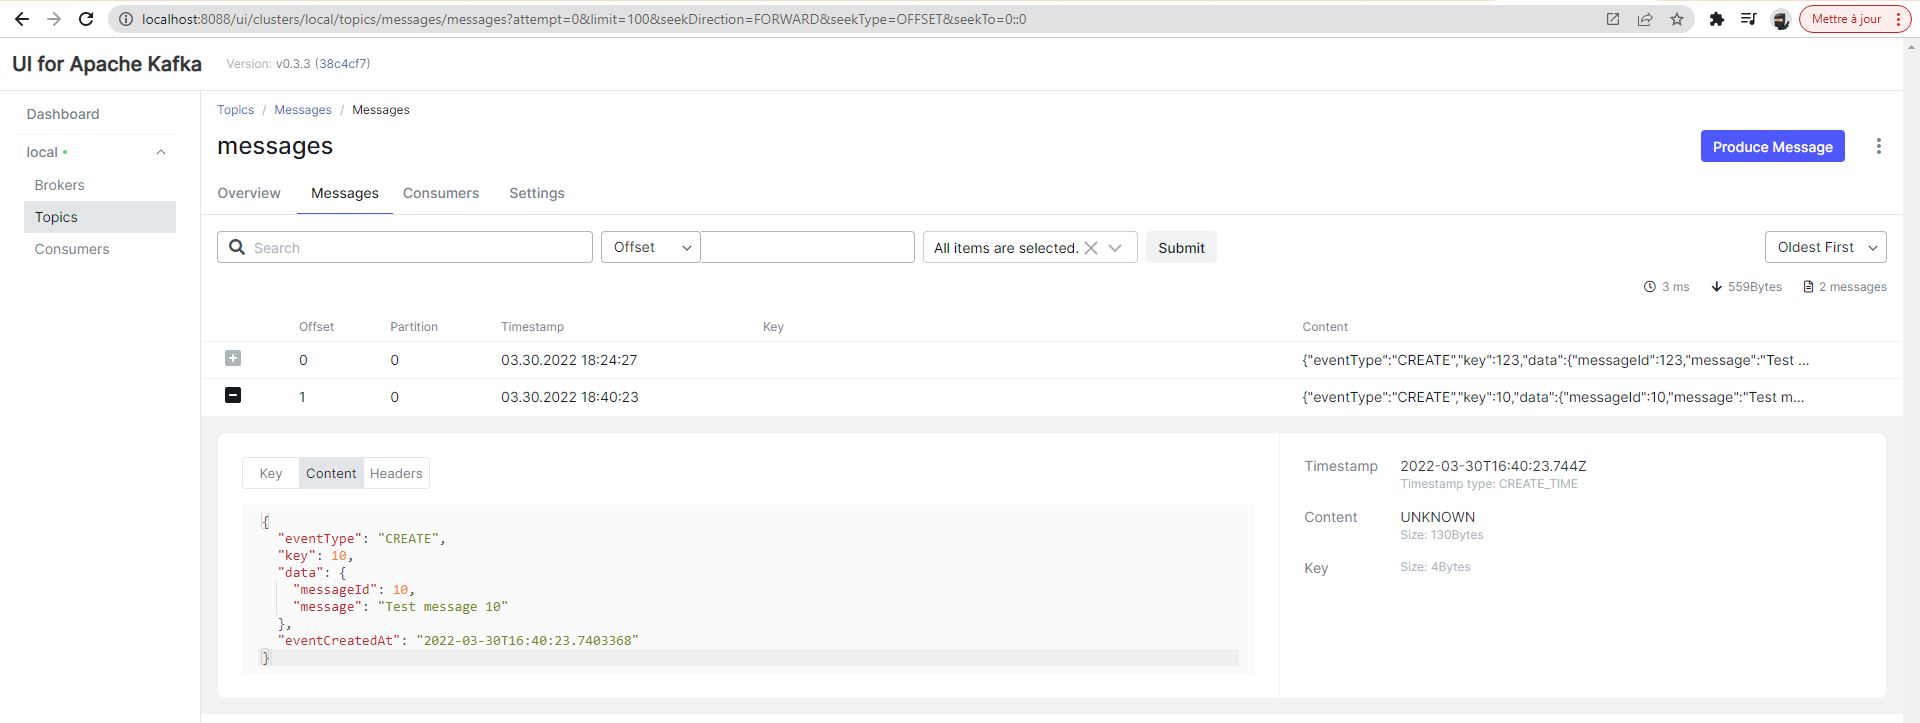 localhost:8088/ui/clusters/local/topics/messages/messages?attempt=0&limit=100&seekDirection=FORWARD&seekType=OFFSET&seekTo=0::0
Mettre à jour
UI for Apache Kafka Version: v0.3.3 (38c4cf7)
Dashboard
local
Brokers
Topics
Consumers
Topics / Messages / Messages
messages
Produce Message
Overview Messages Consumers Settings
Search Offset All items are selected. Submit Oldest First
3 ms 559Bytes 2 messages
Offset Partition Timestamp Key Content
0 0 03.30.2022 18:24:27 {"eventType":"CREATE","key":123,"data":{"messageId":123,"message":"Test ...
1 0 03.30.2022 18:40:23 {"eventType":"CREATE","key":10,"data":{"messageId":10,"message":"Test m...
Key Content Headers
{
"eventType": "CREATE",
"key": 10,
"data": {
"messageId": 10,
"message": "Test message 10"
},
"eventCreatedAt": "2022-03-30T16:40:23.7403368"
}
Timestamp 2022-03-30T16:40:23.744Z
Timestamp type: CREATE_TIME
Content UNKNOWN
Size: 130Bytes
Key Size: 4Bytes